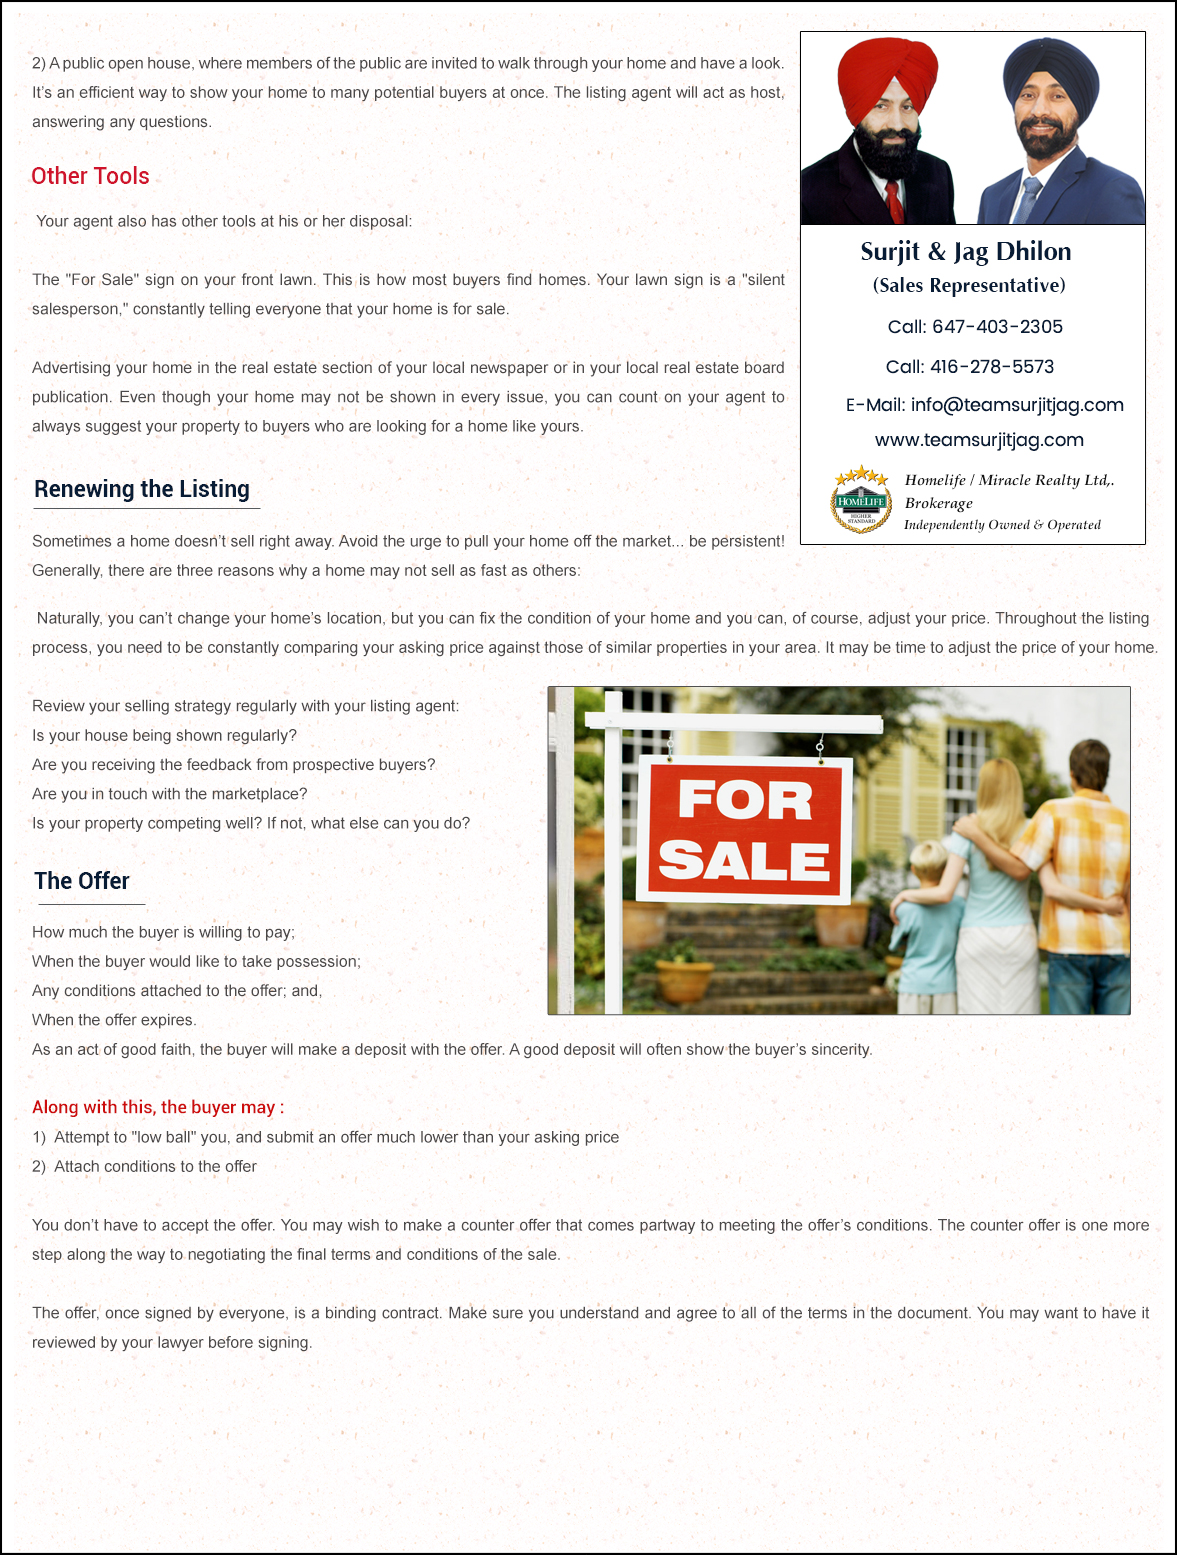 2) A public open house, where members of the public are invited to walk through your home and have a look.
It’s an efficient way to show your home to many potential buyers at once. The listing agent will act as host,
answering any questions.
Other Tools
Your agent also has other tools at his or her disposal:
The "For Sale" sign on your front lawn. This is how most buyers find homes. Your lawn sign is a "silent
salesperson," constantly telling everyone that your home is for sale.
Advertising your home in the real estate section of your local newspaper or in your local real estate board
publication. Even though your home may not be shown in every issue, you can count on your agent to
always suggest your property to buyers who are looking for a home like yours.
Surjit & Jag Dhilon
(Sales Representative)
Call: 647-403-2305
Call: 416-278-5573
E-Mail: info@teamsurjitjag.com
www.teamsurjitjag.com
HOMELIFE
HIGHER
STANDARD
Homelife / Miracle Realty Ltd,.
Brokerage
Independently Owned & Operated
Renewing the Listing
Sometimes a home doesn’t sell right away. Avoid the urge to pull your home off the market... be persistent!
Generally, there are three reasons why a home may not sell as fast as others:
Naturally, you can’t change your home’s location, but you can fix the condition of your home and you can, of course, adjust your price. Throughout the listing
process, you need to be constantly comparing your asking price against those of similar properties in your area. It may be time to adjust the price of your home.
Review your selling strategy regularly with your listing agent:
Is your house being shown regularly?
Are you receiving the feedback from prospective buyers?
Are you in touch with the marketplace?
Is your property competing well? If not, what else can you do?
FOR
SALE
The Offer
How much the buyer is willing to pay;
When the buyer would like to take possession;
Any conditions attached to the offer; and,
When the offer expires.
As an act of good faith, the buyer will make a deposit with the offer. A good deposit will often show the buyer’s sincerity.
Along with this, the buyer may :
1) Attempt to "low ball" you, and submit an offer much lower than your asking price
2) Attach conditions to the offer
You don’t have to accept the offer. You may wish to make a counter offer that comes partway to meeting the offer’s conditions. The counter offer is one more
step along the way to negotiating the final terms and conditions of the sale.
The offer, once signed by everyone, is a binding contract. Make sure you understand and agree to all of the terms in the document. You may want to have it
reviewed by your lawyer before signing.